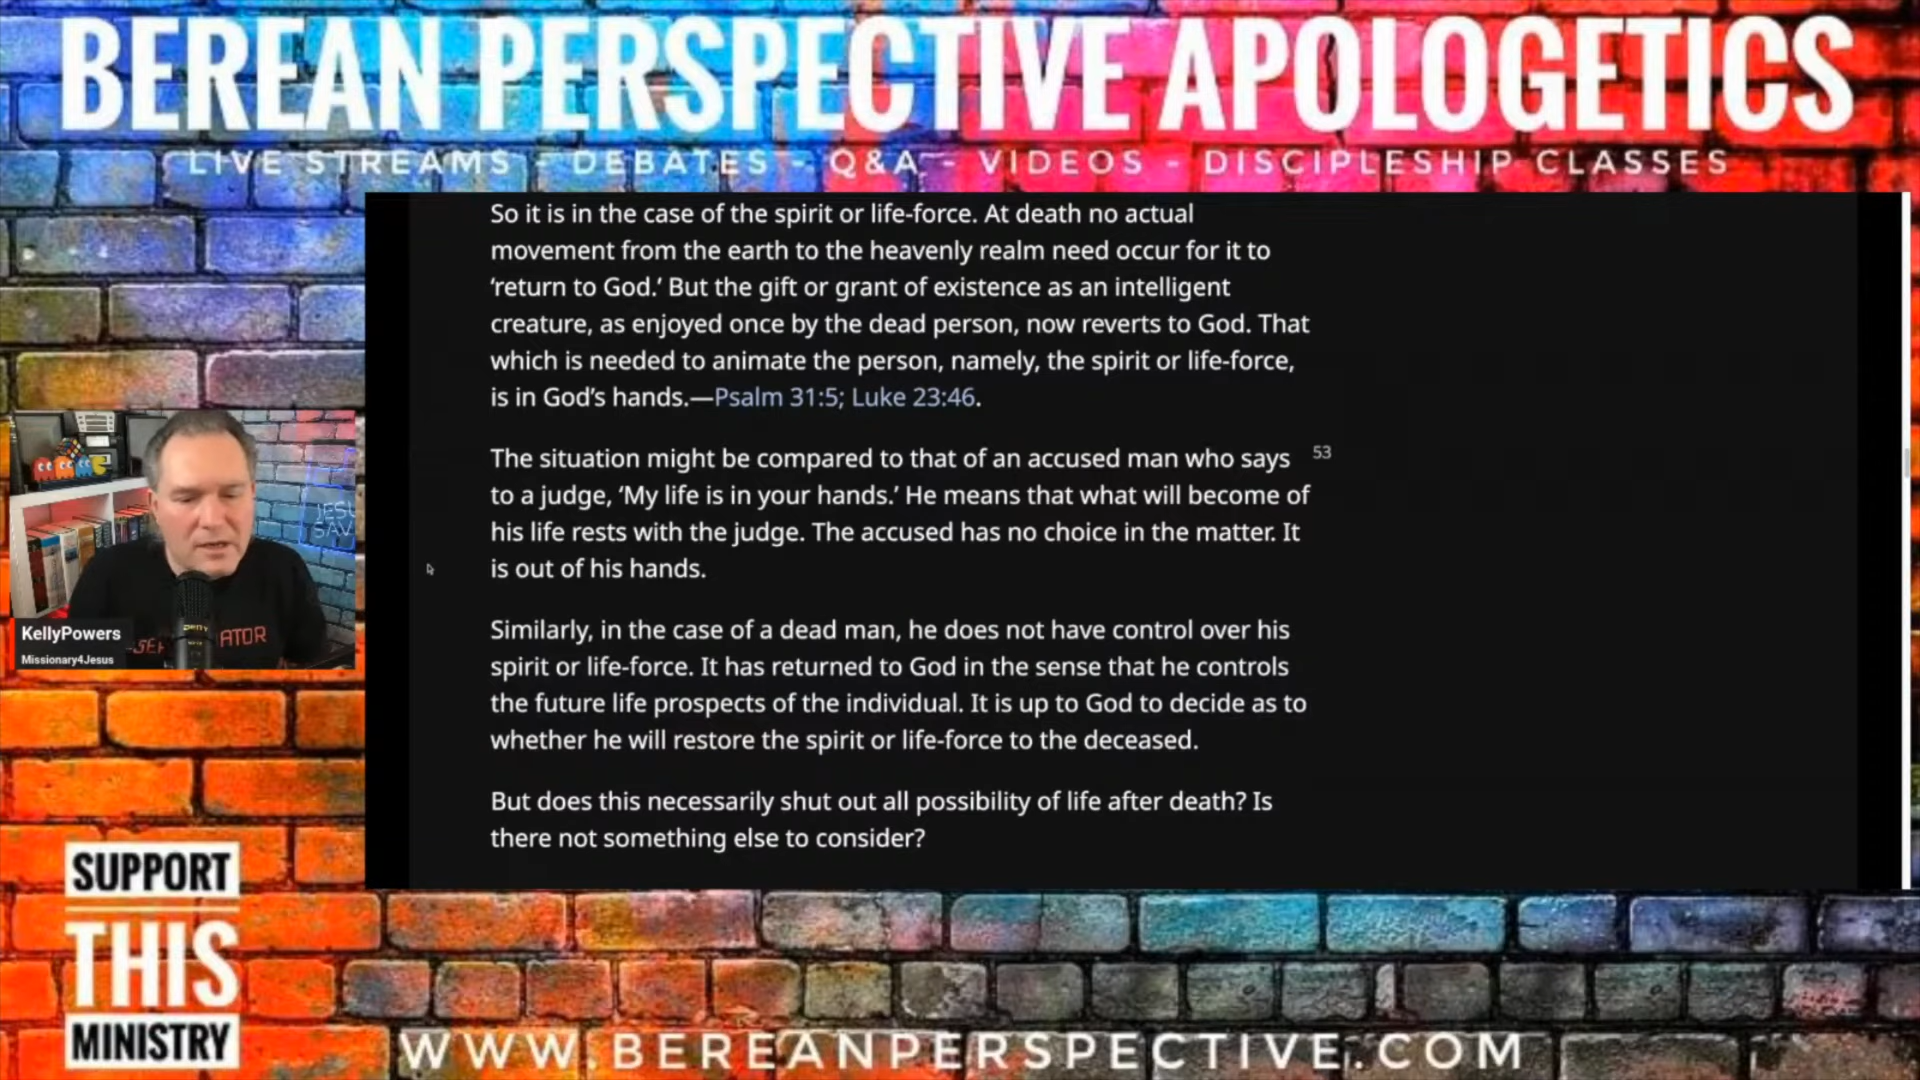 BEREAN PERSPECTIVE APOLOGETICS
LIVE STREAMS - DEBATES - Q&A - VIDEOS - DISCIPLESHIP CLASSES
So it is in the case of the spirit or life-force. At death no actual
movement from the earth to the heavenly realm need occur for it to
‘return to God.’ But the gift or grant of existence as an intelligent
creature, as enjoyed once by the dead person, now reverts to God. That
which is needed to animate the person, namely, the spirit or life-force,
is in God’s hands.—Psalm 31:5; Luke 23:46.
The situation might be compared to that of an accused man who says 53
to a judge, ‘My life is in your hands.’ He means that what will become of
his life rests with the judge. The accused has no choice in the matter. It
is out of his hands.
Similarly, in the case of a dead man, he does not have control over his
spirit or life-force. It has returned to God in the sense that he controls
the future life prospects of the individual. It is up to God to decide as to
whether he will restore the spirit or life-force to the deceased.
But does this necessarily shut out all possibility of life after death? Is
there not something else to consider?
KellyPowers
Missionary4Jesus
SUPPORT
THIS
MINISTRY
WWW.BEREANPERSPECTIVE.COM